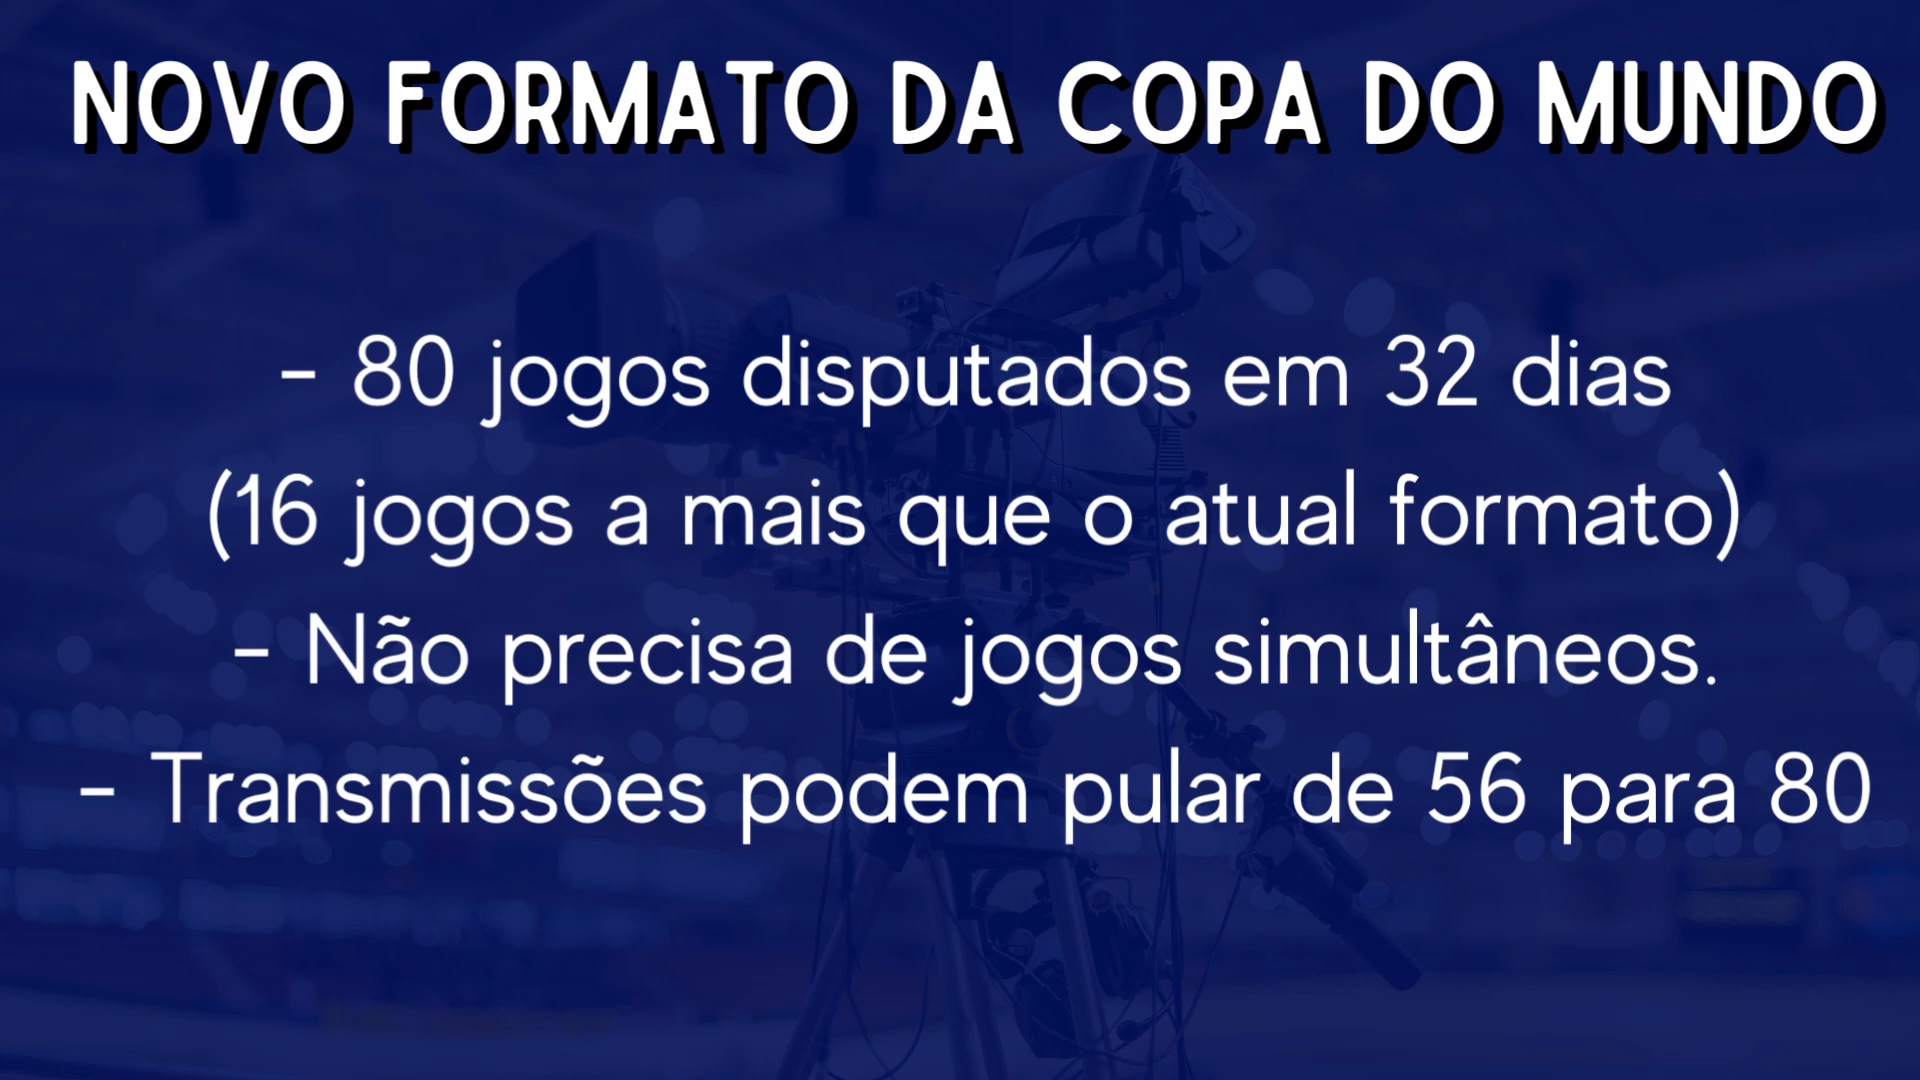 NOVO FORMATO DA COPA DO MUNDO
- 80 jogos disputados em 32 dias
(16 jogos a mais que o atual formato)
- Não precisa de jogos simultâneos.
- Transmissões podem pular de 56 para 80